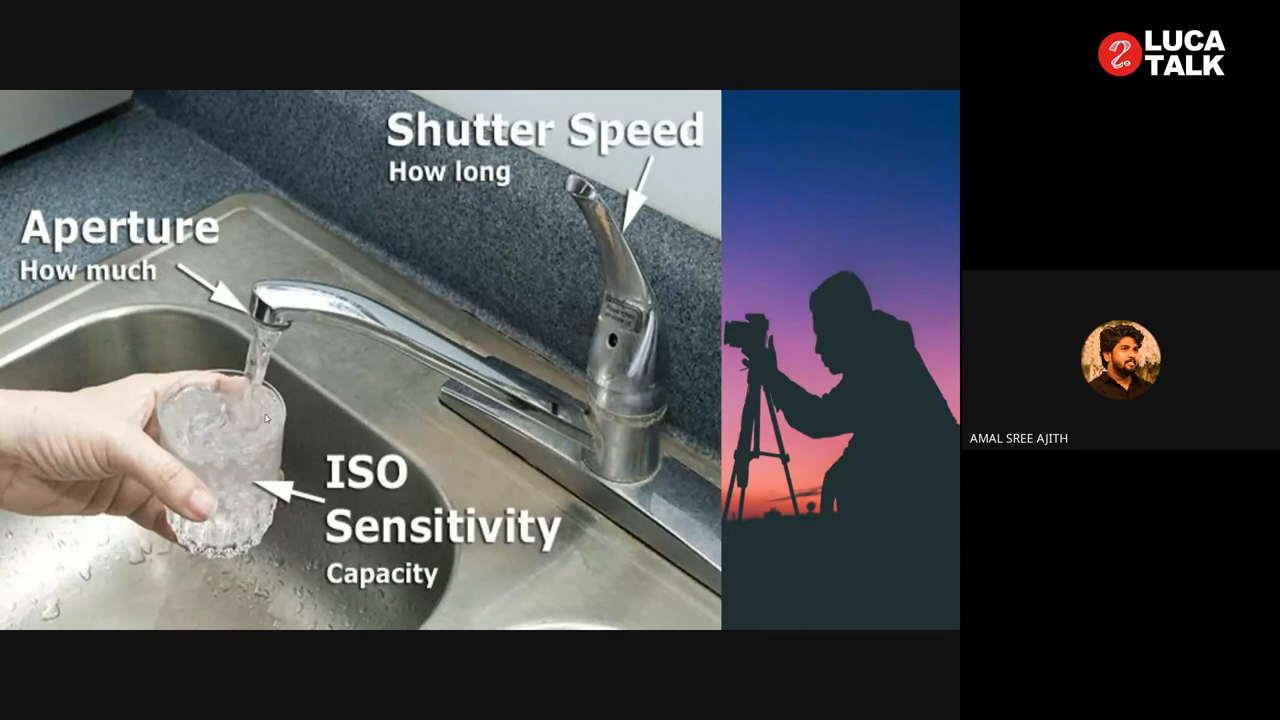 Shutter Speed
How long
Aperture
How much
ISO
Sensitivity
Capacity
LUCA
TALK
AMAL SREE AJITH